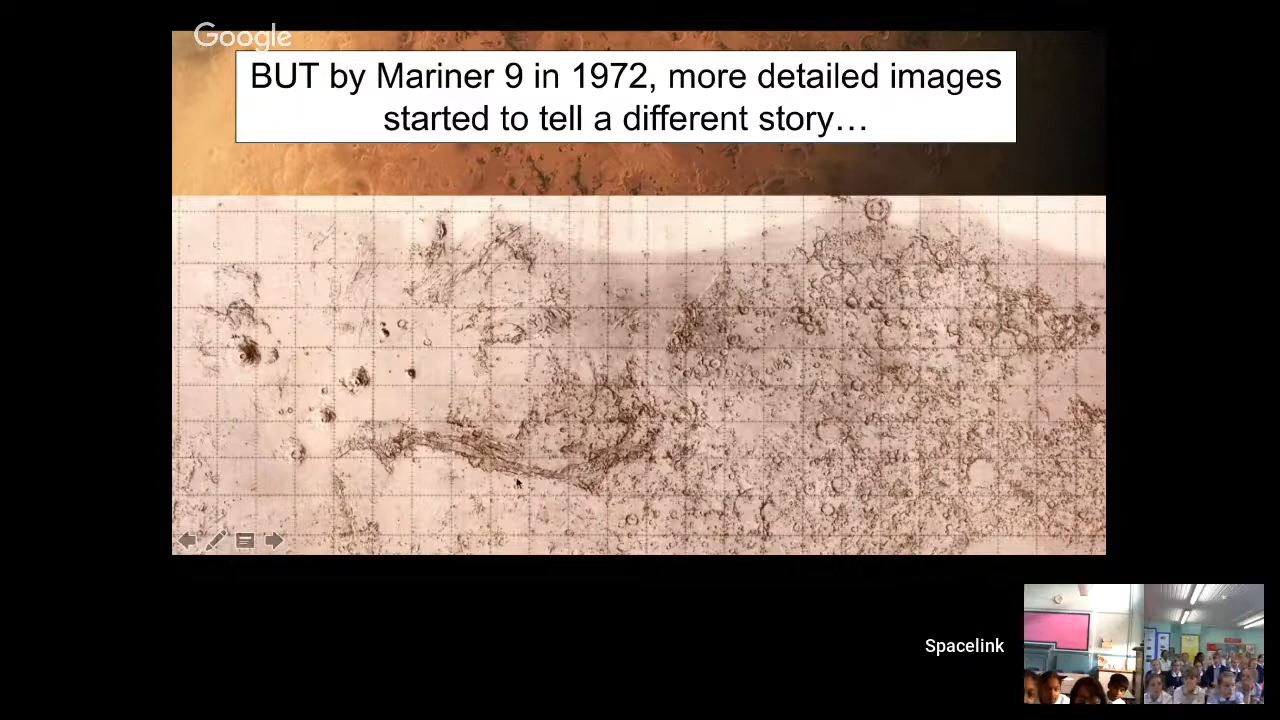 Google
BUT by Mariner 9 in 1972, more detailed images
started to tell a different story…
Spacelink